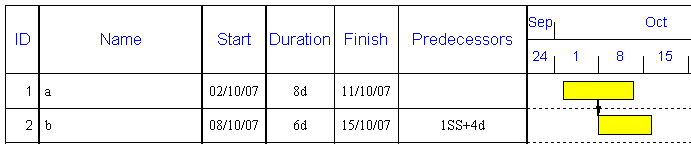 Sep Oct
ID Name Start Duration Finish Predecessors
24 1 8 15
1 a 02/10/07 8d 11/10/07
2 b 08/10/07 6d 15/10/07 1SS+4d